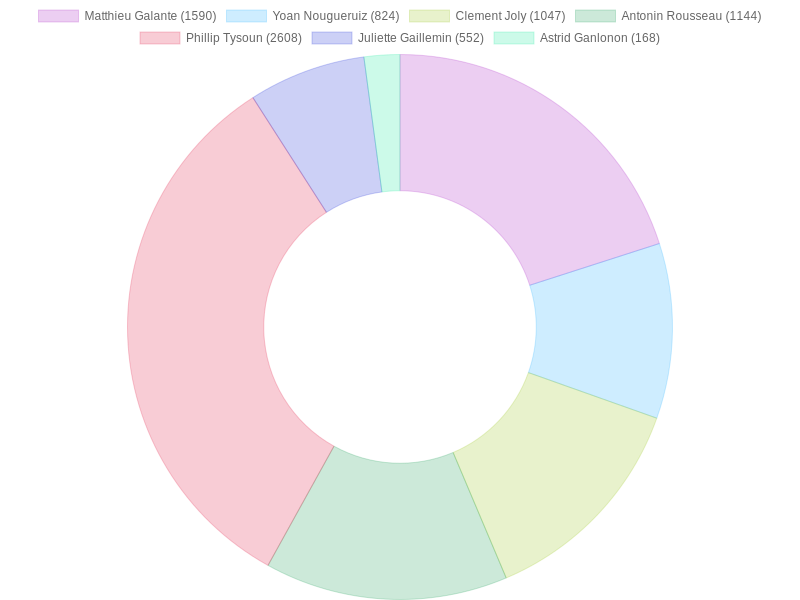 Matthieu Galante (1590) Yoan Nougueruiz (824) Clement Joly (1047) Antonin Rousseau (1144)
Phillip Tysoun (2608) Juliette Gaillemin (552) Astrid Ganlonon (168)